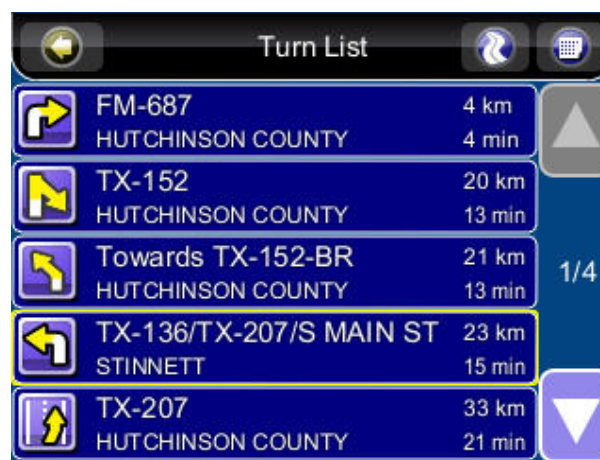 Turn List
FM-687 4 km
HUTCHINSON COUNTY 4 min
TX-152 20 km
HUTCHINSON COUNTY 13 min
Towards TX-152-BR 21 km
HUTCHINSON COUNTY 13 min
1/4
TX-136/TX-207/S MAIN ST 23 km
STINNETT 15 min
TX-207 33 km
HUTCHINSON COUNTY 21 min